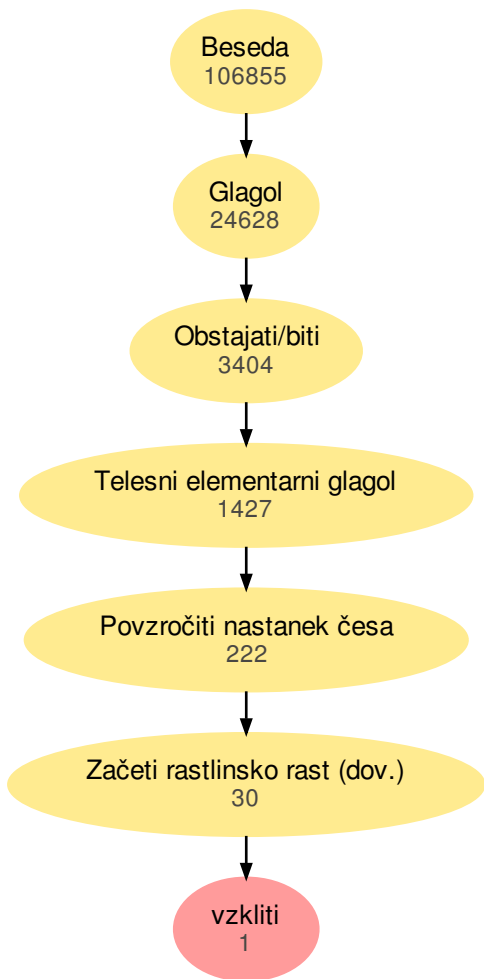 Beseda
106855
Glagol
24628
Obstajati/biti
3404
Telesni elementarni glagol
1427
Povzročiti nastanek česa
222
Začeti rastlinsko rast (dov.)
30
vzkliti
1